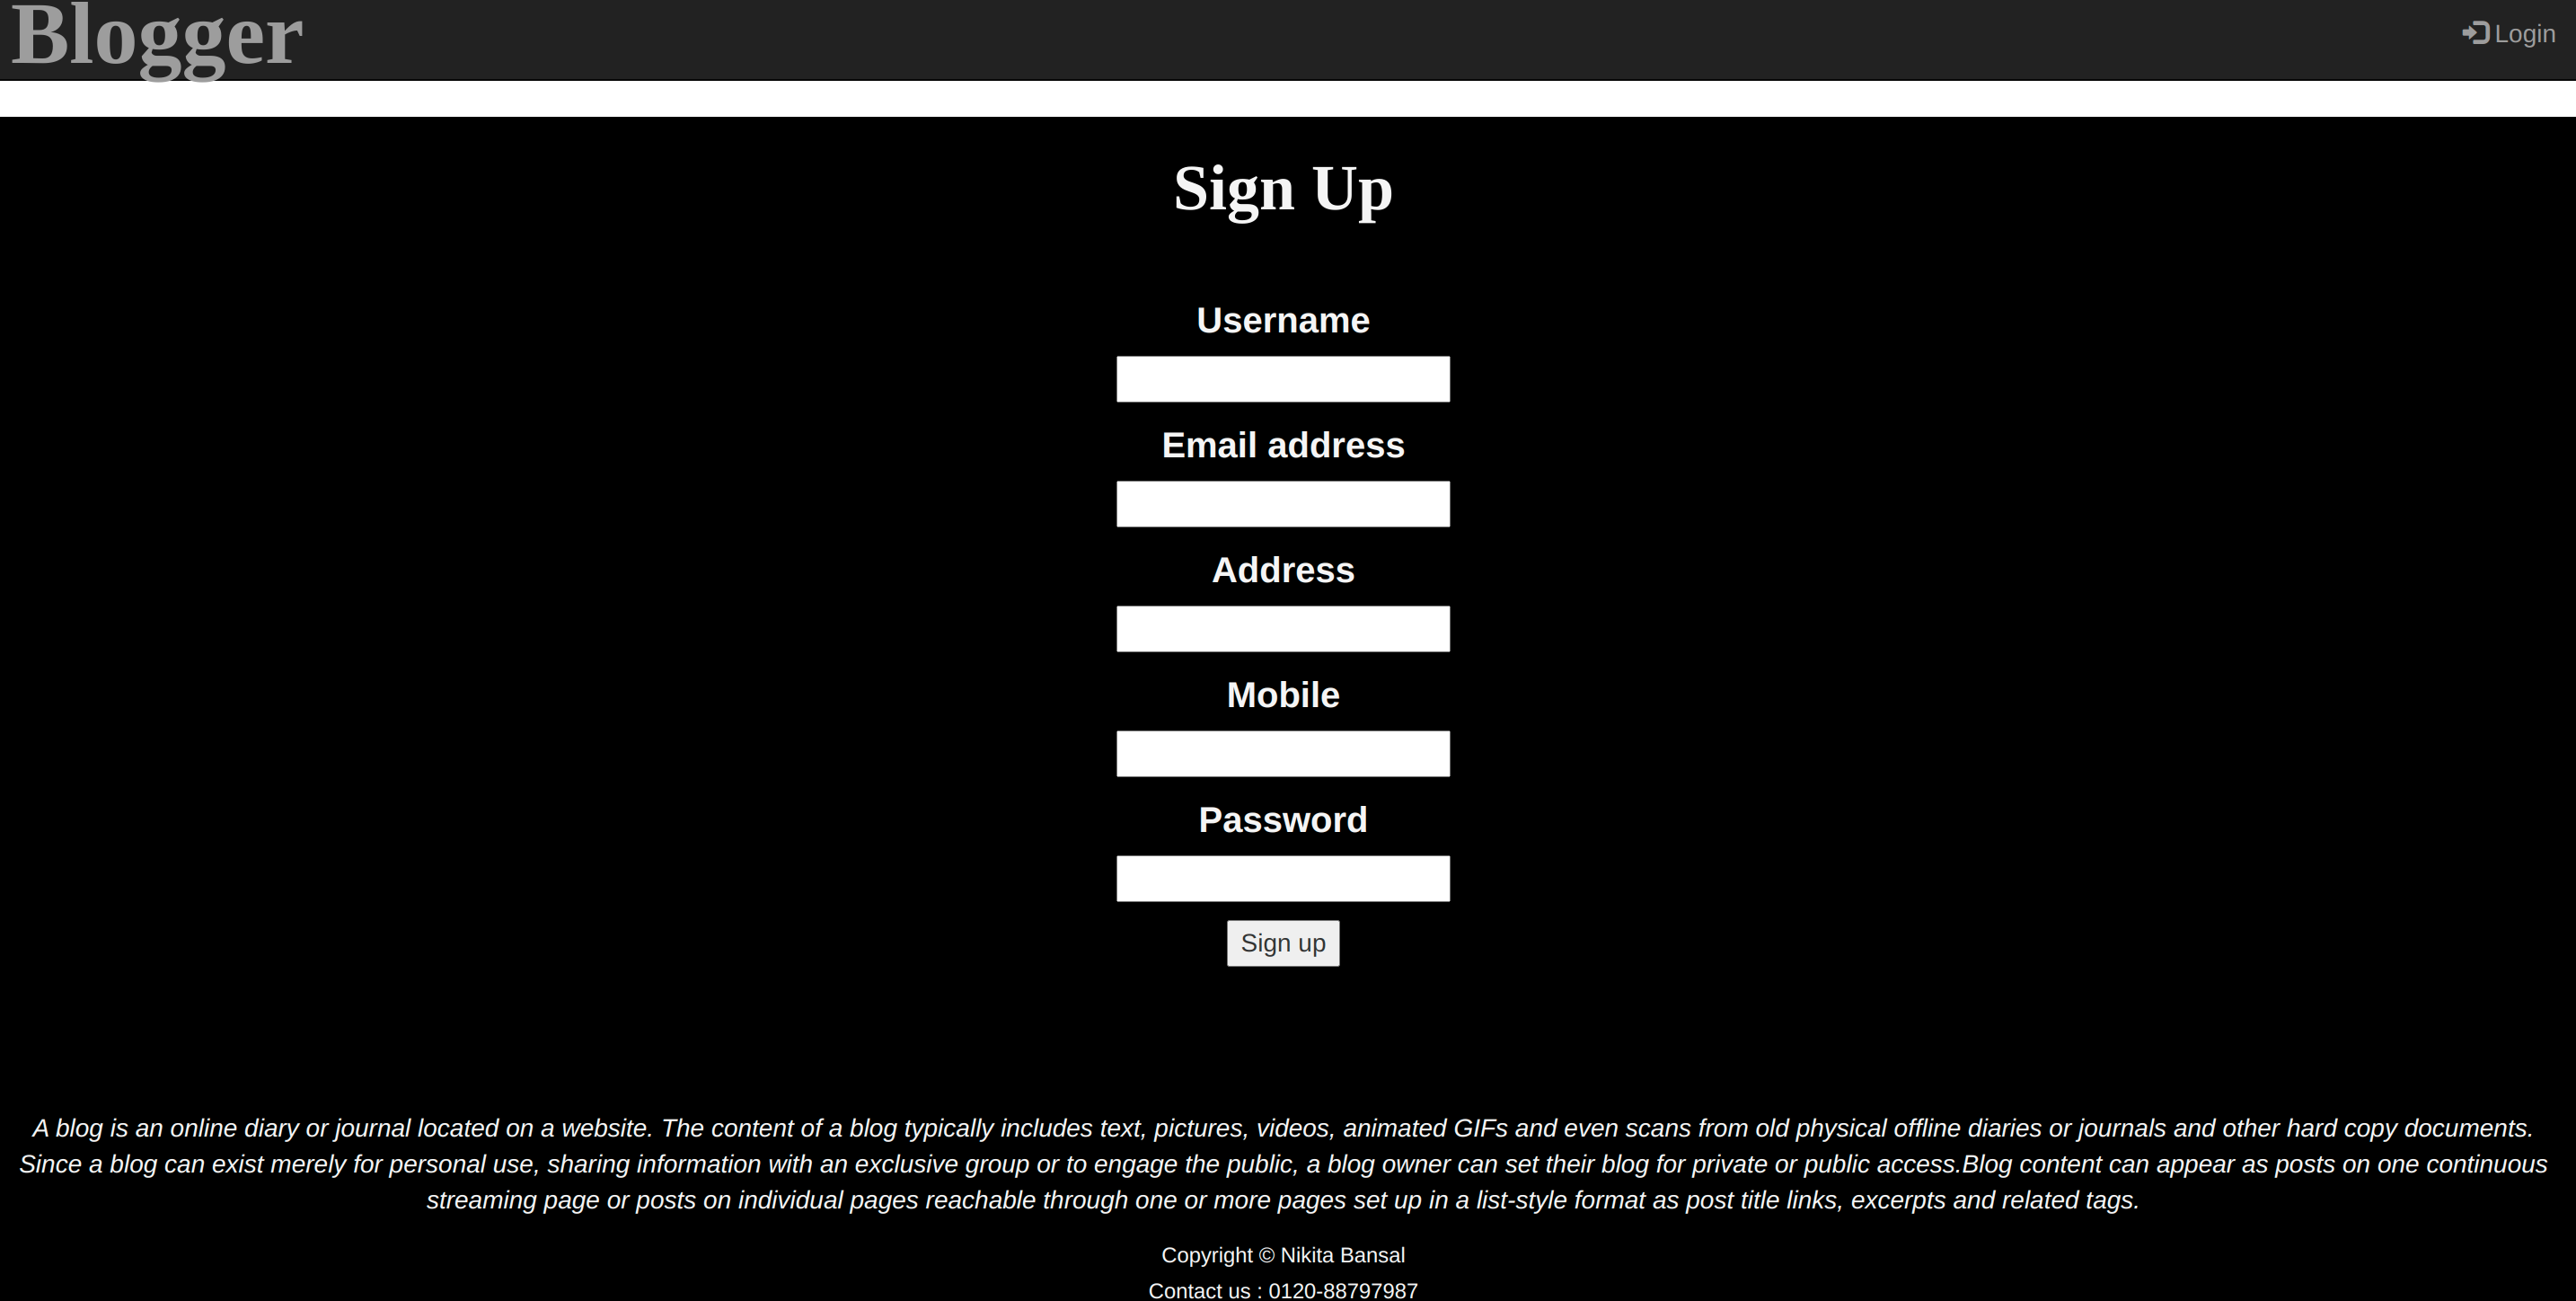 Blogger
Login
Sign Up
Username
Email address
Address
Mobile
Password
Sign up
A blog is an online diary or journal located on a website. The content of a blog typically includes text, pictures, videos, animated GIFs and even scans from old physical offline diaries or journals and other hard copy documents.
Since a blog can exist merely for personal use, sharing information with an exclusive group or to engage the public, a blog owner can set their blog for private or public access.Blog content can appear as posts on one continuous
streaming page or posts on individual pages reachable through one or more pages set up in a list-style format as post title links, excerpts and related tags.
Copyright © Nikita Bansal
Contact us : 0120-88797987